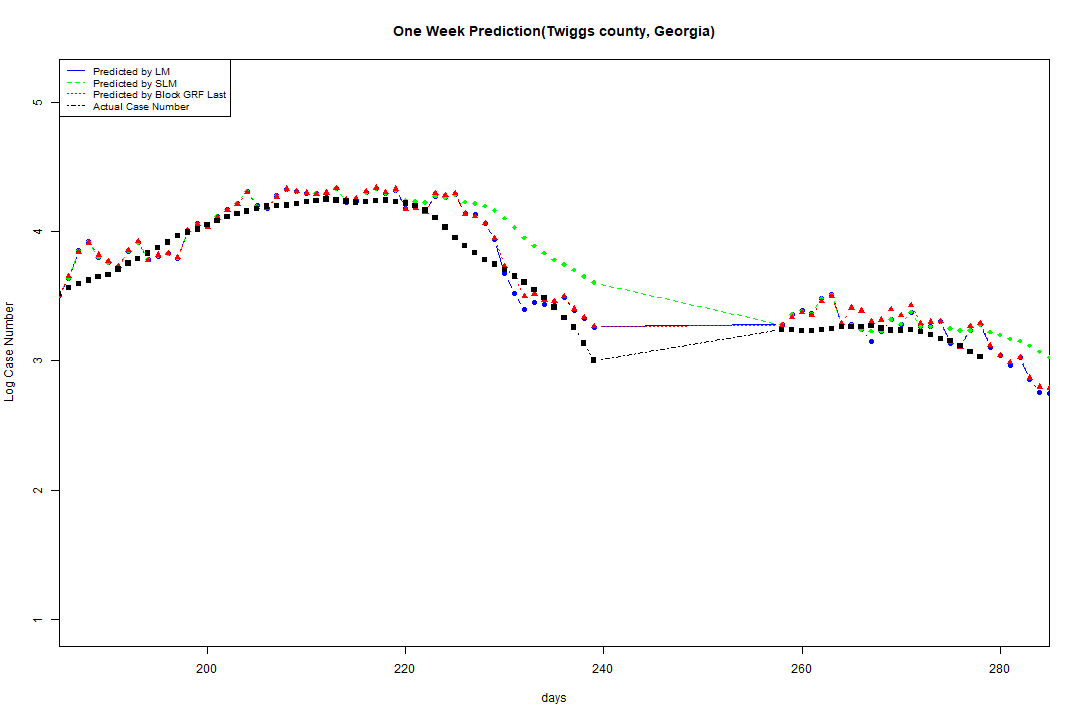 One Week Prediction(Twiggs county, Georgia)
Predicted by LM
Predicted by SLM
Predicted by Block GRF Last
Actual Case Number
5
4
3
2
1
Log Case Number
200 220 240 260 280
days